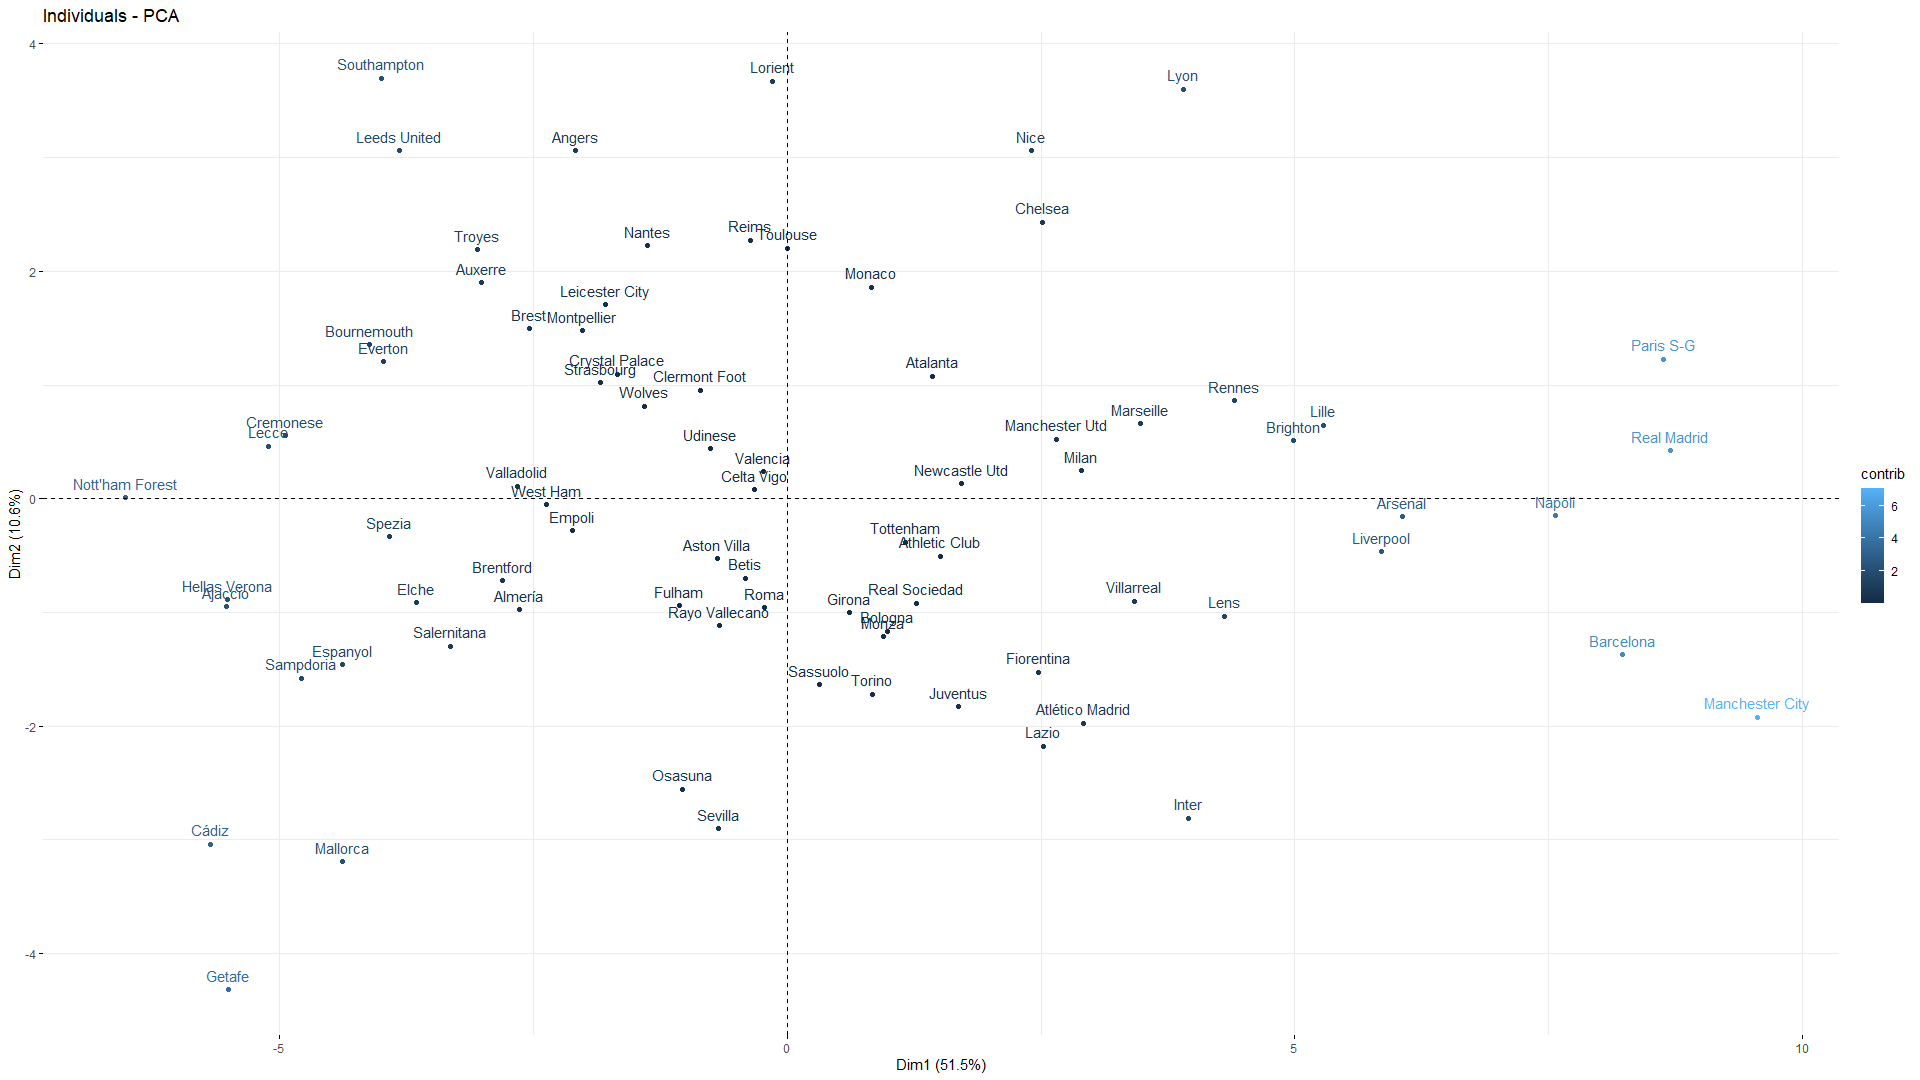 Individuals - PCA
4
Southampton
Lorient
Lyon
Leeds United
Angers
Nice
Chelsea
Troyes
Nantes
Reims
Toulouse
2
Auxerre
Monaco
Leicester City
Brest
Montpellier
Bournemouth
Everton
Paris S-G
Crystal Palace
Strasbourg
Clermont Foot
Atalanta
Wolves
Rennes
Cremonese
Lecce
Marseille
Lille
Manchester Utd
Brighton
Udinese
Real Madrid
Valencia
Milan
Valladolid
Celta Vigo
Newcastle Utd
Nott'ham Forest
West Ham
0
Arsenal
Napoli
Empoli
Spezia
Tottenham
Athletic Club
Liverpool
Aston Villa
Betis
Brentford
Hellas Verona
Ajaccio
Elche
Almería
Fulham
Roma
Rayo Vallecano
Girona
Real Sociedad
Villarreal
Lens
Bologna
Monza
Salernitana
Espanyol
Sampdoria
Barcelona
Fiorentina
Sassuolo
Torino
Juventus
Atlético Madrid
Manchester City
-2
Lazio
Osasuna
Sevilla
Inter
Cádiz
Mallorca
-4
Getafe
-5
0
5
10
Dim1 (51.5%)
Dim2 (10.6%)
contrib
6
4
2